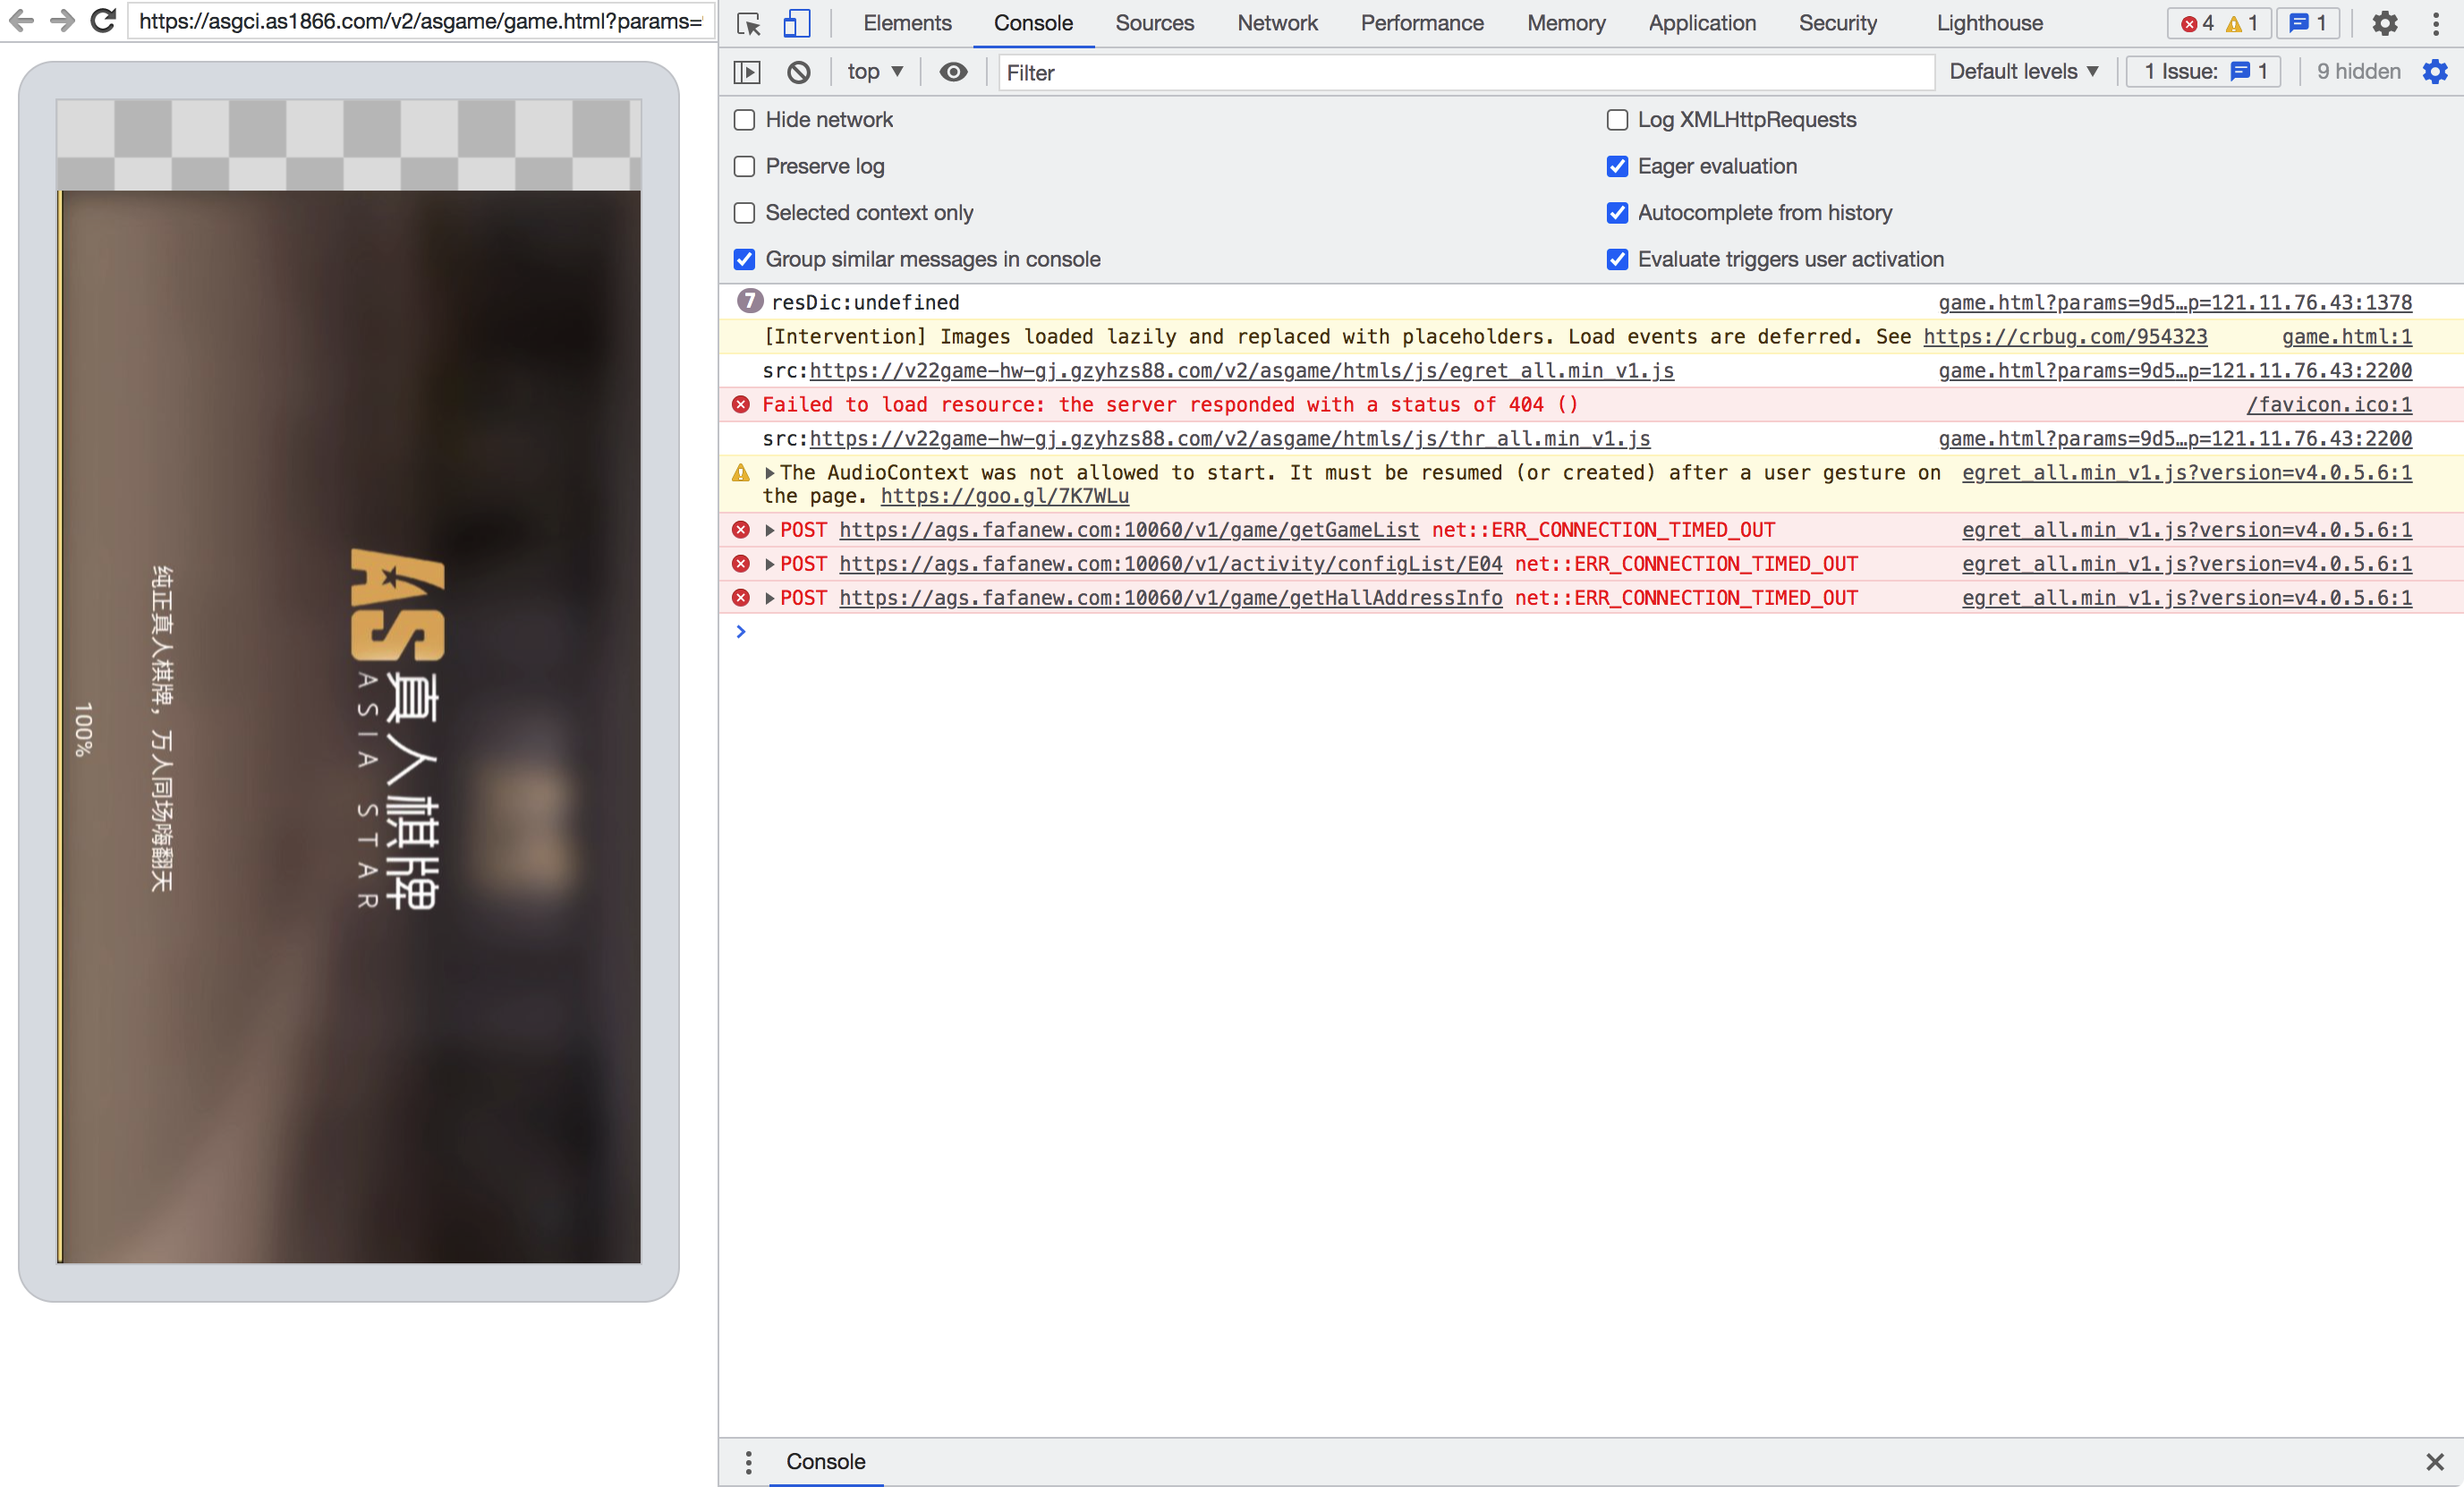 https://asgci.as1866.com/v2/asgame/game.html?params=
Elements Console Sources Network Performance Memory Application Security Lighthouse 4 1 1
top ▼ Filter Default levels ▼ 1 Issue: 1 9 hidden
Hide network
Log XMLHttpRequests
Preserve log
Eager evaluation
Selected context only
Autocomplete from history
Group similar messages in console
Evaluate triggers user activation
7 resDic:undefined game.html?params=9d5…p=121.11.76.43:1378
[Intervention] Images loaded lazily and replaced with placeholders. Load events are deferred. See https://crbug.com/954323 game.html:1
src:https://v22game-hw-gj.gzyhzs88.com/v2/asgame/htmls/js/egret_all.min_v1.js game.html?params=9d5…p=121.11.76.43:2200
Failed to load resource: the server responded with a status of 404 () /favicon.ico:1
src:https://v22game-hw-gj.gzyhzs88.com/v2/asgame/htmls/js/thr_all.min_v1.js game.html?params=9d5…p=121.11.76.43:2200
The AudioContext was not allowed to start. It must be resumed (or created) after a user gesture on egret_all.min_v1.js?version=v4.0.5.6:1
the page. https://goo.gl/7K7WLu
POST https://ags.fafanew.com:10060/v1/game/getGameList net::ERR_CONNECTION_TIMED_OUT egret_all.min_v1.js?version=v4.0.5.6:1
POST https://ags.fafanew.com:10060/v1/activity/configList/E04 net::ERR_CONNECTION_TIMED_OUT egret_all.min_v1.js?version=v4.0.5.6:1
POST https://ags.fafanew.com:10060/v1/game/getHallAddressInfo net::ERR_CONNECTION_TIMED_OUT egret_all.min_v1.js?version=v4.0.5.6:1
AS真人棋牌
ASIA STAR
纯正真人棋牌，万人同场嗨翻天
100%
Console